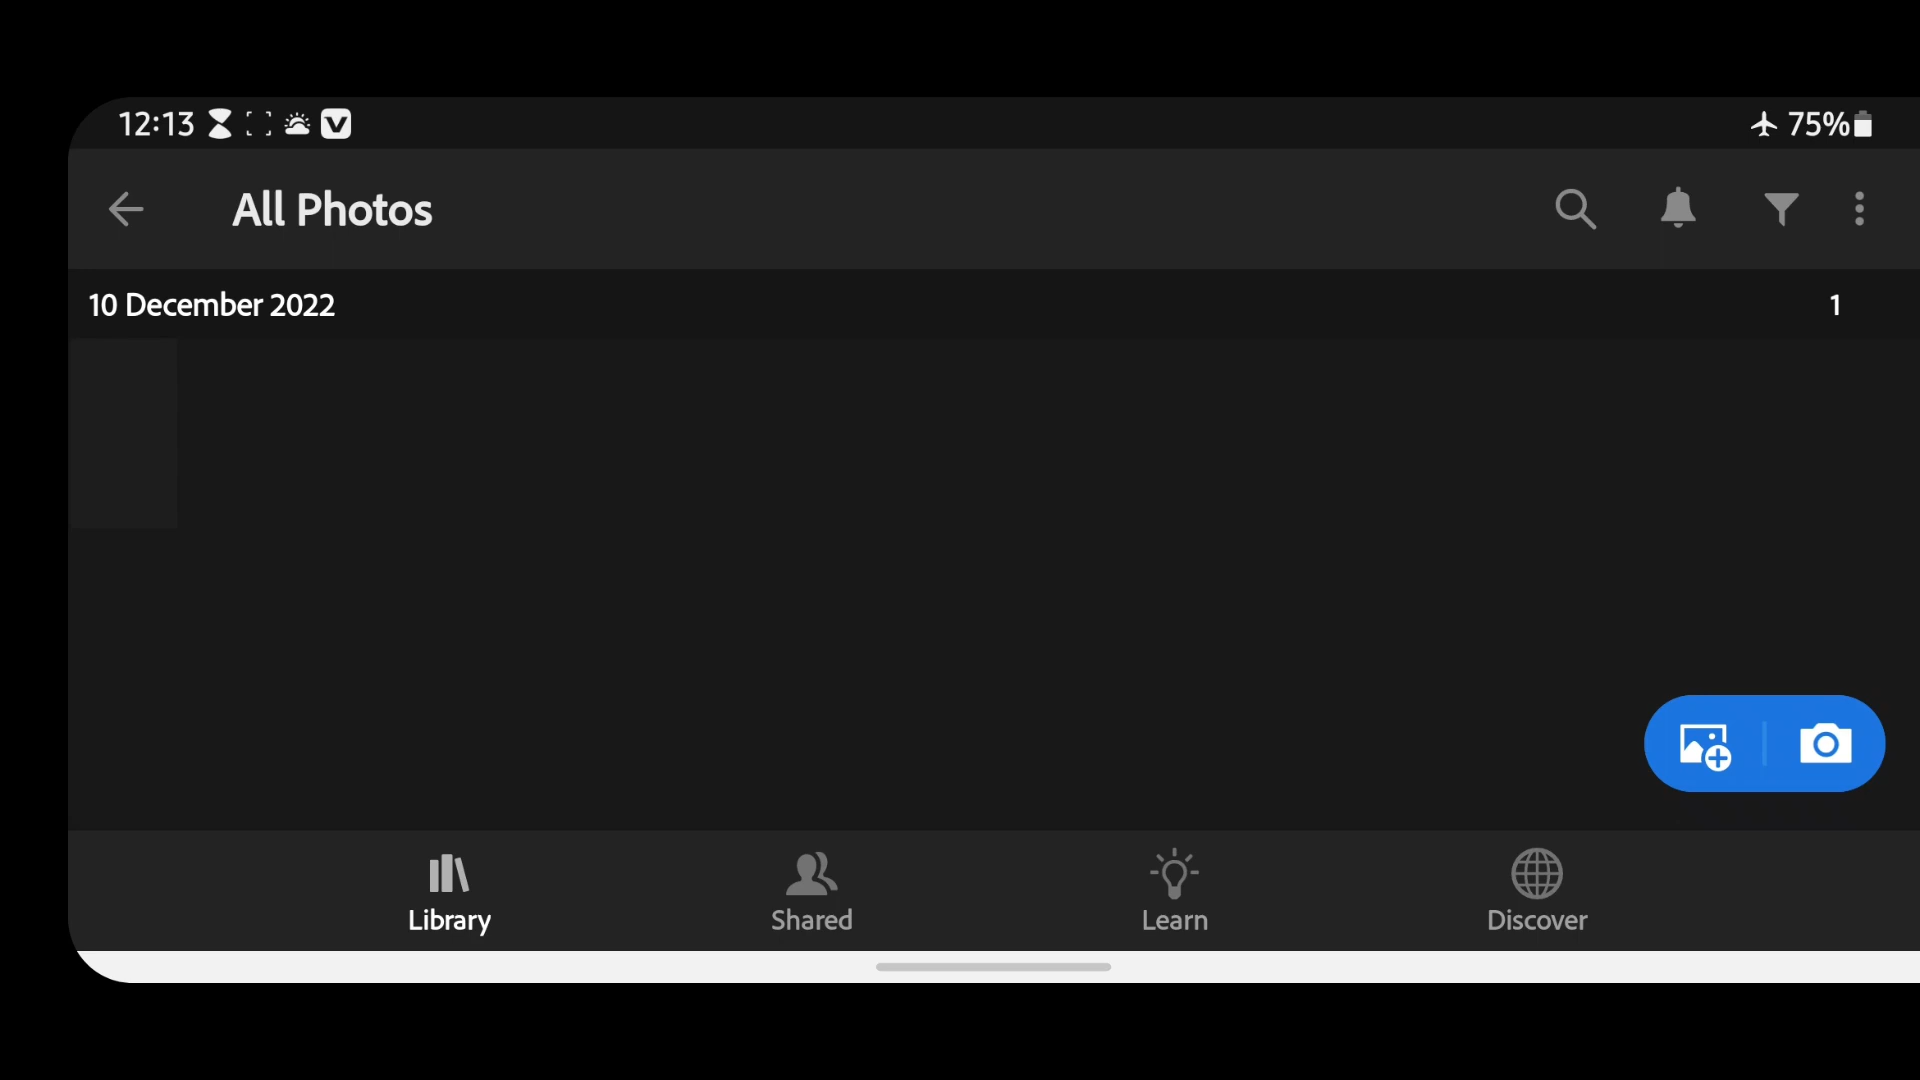 12:13
75%
All Photos
10 December 2022
1
Library
Shared
Learn
Discover